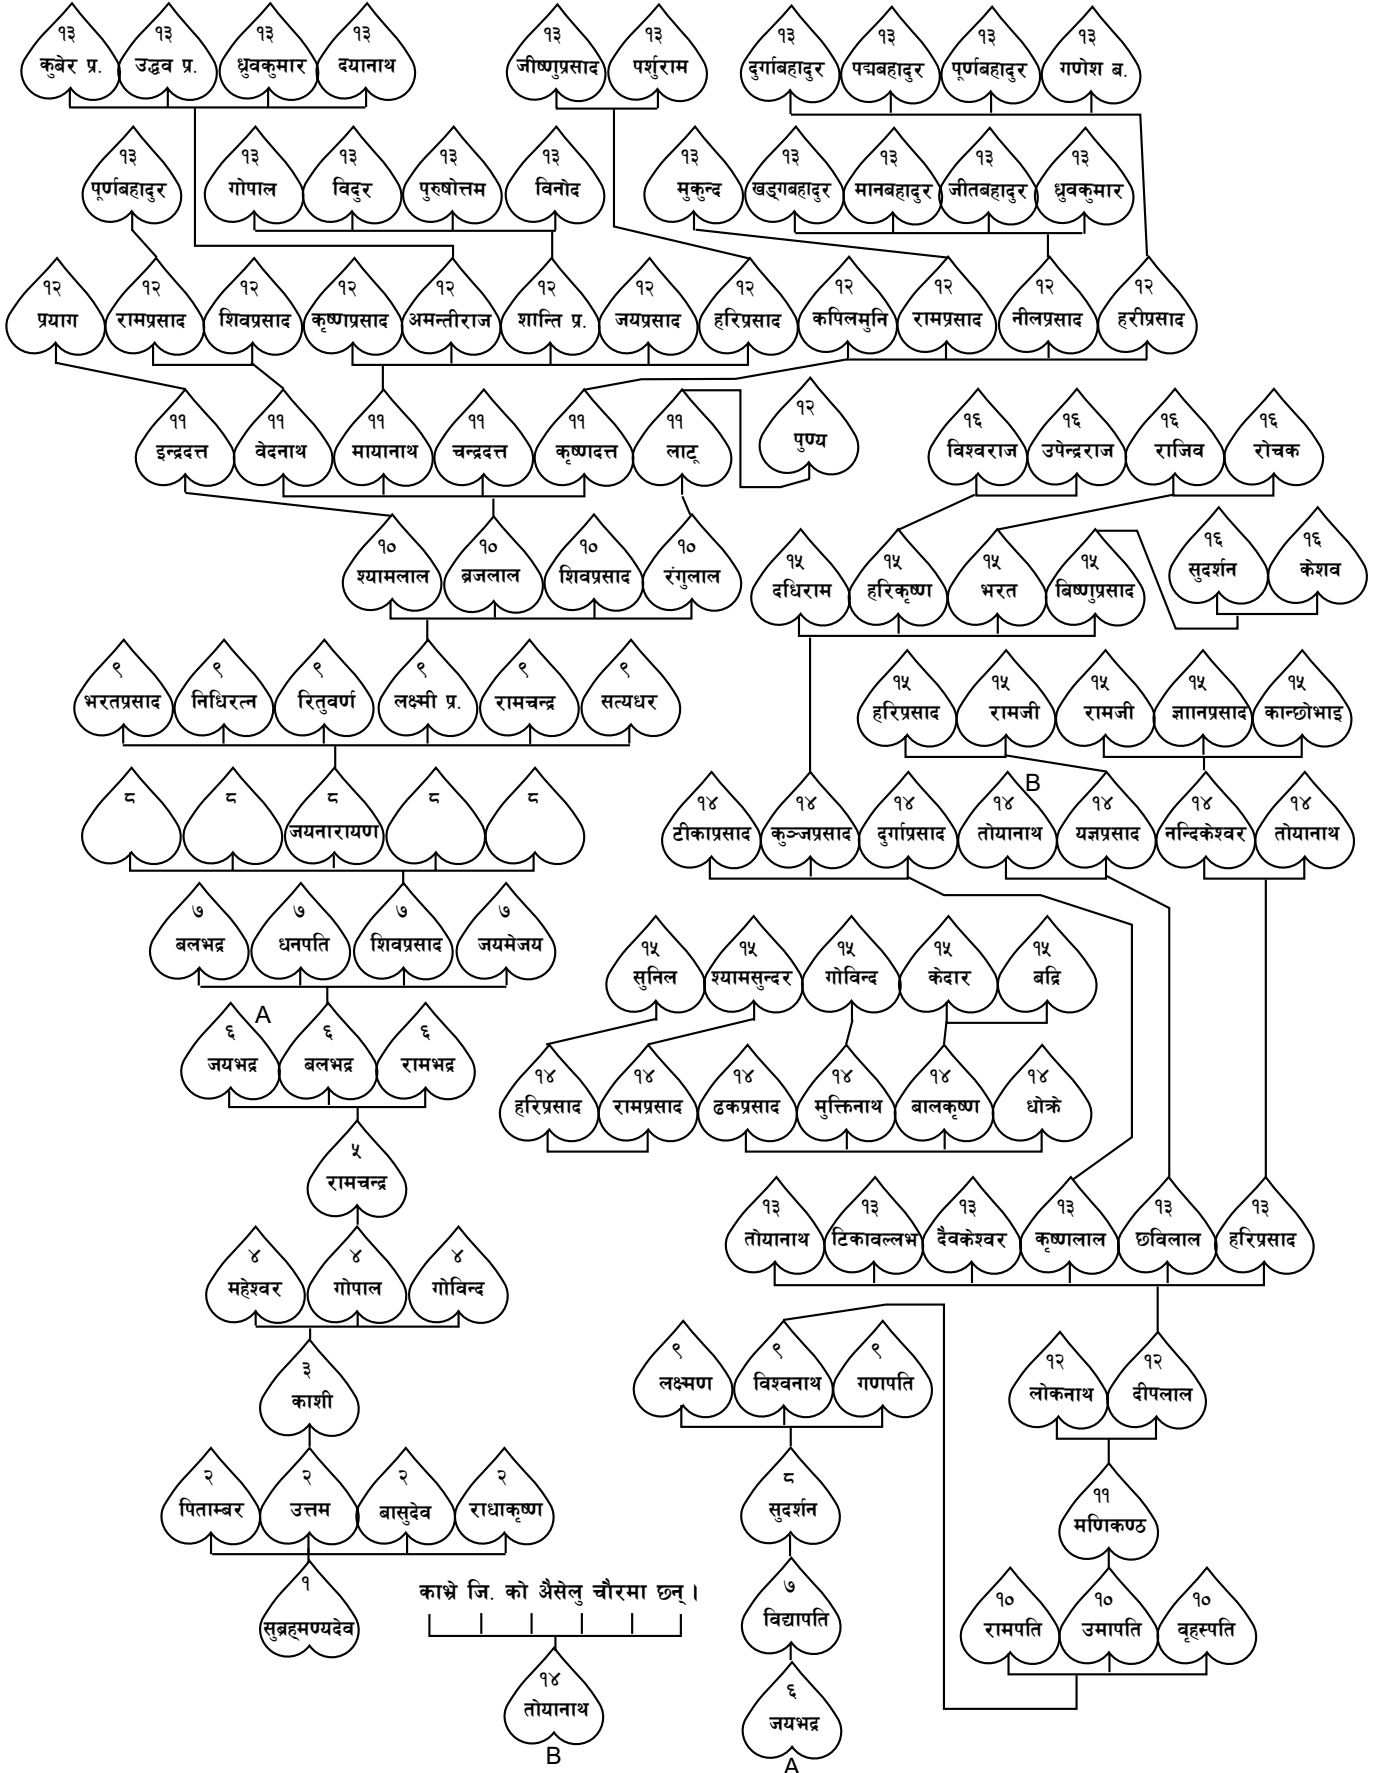 १३ १३ १३ १३ १३ १३ १३ १३ १३ १३
कुबेर प्र. उद्धव प्र. ध्रुवकुमार दयानाथ जीष्णुप्रसाद पर्शुराम दुर्गाबहादुर पद्मबहादुर पूर्णबहादुर गणेश ब.
१३ १३ १३ १३ १३ १३ १३ १३ १३ १३
पूर्णबहादुर गोपाल विदुर पुरुषोत्तम विनोद मुकुन्द खड्गबहादुर मानबहादुर जीतबहादुर ध्रुवकुमार
१२ १२ १२ १२ १२ १२ १२ १२ १२ १२ १२ १२
प्रयाग रामप्रसाद शिवप्रसाद कृष्णप्रसाद अमन्तीराज शान्ति प्र. जयप्रसाद हरिप्रसाद कपिलमुनि रामप्रसाद नीलप्रसाद हरीप्रसाद
११ ११ ११ ११ ११ ११ १२ १६ १६ १६ १६
इन्द्रदत्त वेदनाथ मायानाथ चन्द्रदत्त कृष्णदत्त लाटू पुण्य विश्वराज उपेन्द्रराज राजिव रोचक
१० १० १० १० १५ १५ १५ १५ १६ १६
श्यामलाल ब्रजलाल शिवप्रसाद रंगुलाल दधिराम हरिकृष्ण भरत बिष्णुप्रसाद सुदर्शन केशव
९ ९ ९ ९ ९ ९ १५ १५ १५ १५ १५
भरतप्रसाद निधिरत्न रितुवर्ण लक्ष्मी प्र. रामचन्द्र सत्यधर हरिप्रसाद रामजी रामजी ज्ञाानप्रसाद कान्छोभाइ
B
८ ८ ८ ८ ८ १४ १४ १४ १४ १४ १४ १४
जयनारायण टीकाप्रसाद कुञ्जप्रसाद दुर्गाप्रसाद तोयानाथ यज्ञप्रसाद नन्दिकेश्वर तोयानाथ
७ ७ ७ ७ १५ १५ १५ १५ १५
बलभद्र धनपति शिवप्रसाद जयमेजय सुनिल श्यामसुन्दर गोविन्द केदार बद्रि
A
६ ६ ६ १४ १४ १४ १४ १४ १४
जयभद्र बलभद्र रामभद्र हरिप्रसाद रामप्रसाद ढकप्रसाद मुक्तिनाथ बालकृष्ण धोक्रे
५ १३ १३ १३ १३ १३ १३
रामचन्द्र तोयानाथ टिकावल्लभ दैवकेश्वर कृष्णलाल छविलाल हरिप्रसाद
४ ४ ४
महेश्वर गोपाल गोविन्द
३ ९ ९ ९ १२ १२
काशी लक्ष्मण विश्वनाथ गणपति लोकनाथ दीपलाल
२ २ २ २ ८ ११
पिताम्बर उत्तम बासुदेव राधाकृष्ण सुदर्शन मणिकण्ठ
१ ७ १० १० १०
सुब्रह्मण्यदेव विद्यापति रामपति उमापति वृहस्पति
काभ्रे जि. को अैसेलु चौरमा छन् ।
१४ ६
तोयानाथ जयभद्र
B A